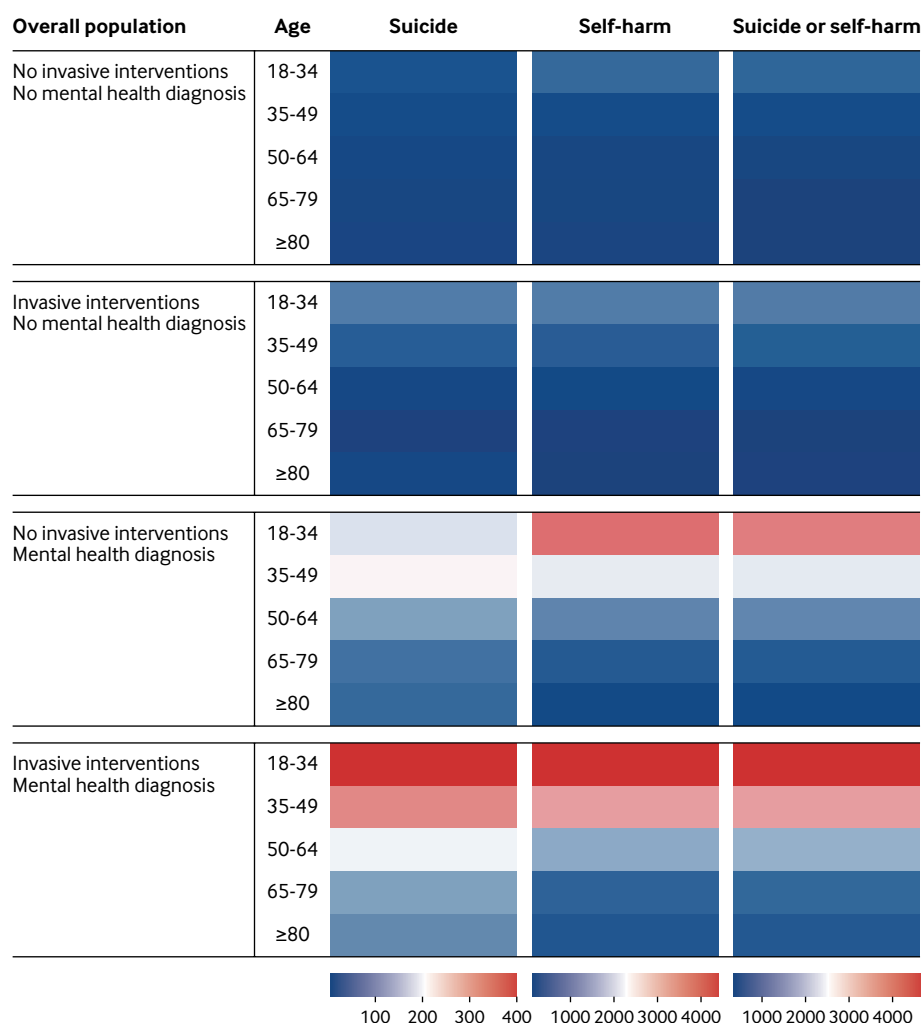 Overall population Age Suicide Self-harm Suicide or self-harm
No invasive interventions 18-34
No mental health diagnosis
35-49
50-64
65-79
≥80
Invasive interventions 18-34
No mental health diagnosis
35-49
50-64
65-79
≥80
No invasive interventions 18-34
Mental health diagnosis
35-49
50-64
65-79
≥80
Invasive interventions 18-34
Mental health diagnosis
35-49
50-64
65-79
≥80
100 200 300 400 1000 2000 3000 4000 1000 2000 3000 4000